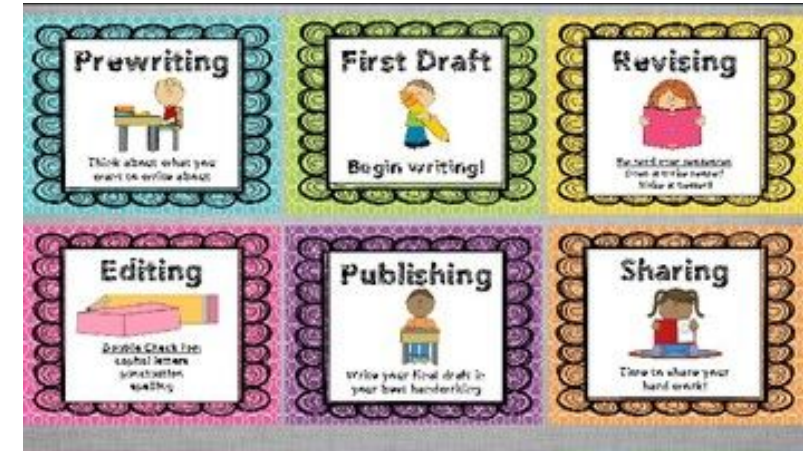 Prewriting
Think about what you
want to write about
First Draft
Begin writing!
Revising
Re-read your sentences
Does it make sense?
Make it better!
Editing
Double Check For:
capital letters
punctuation
spelling
Publishing
Write your final draft in
your best handwriting
Sharing
Time to share your
hard work!